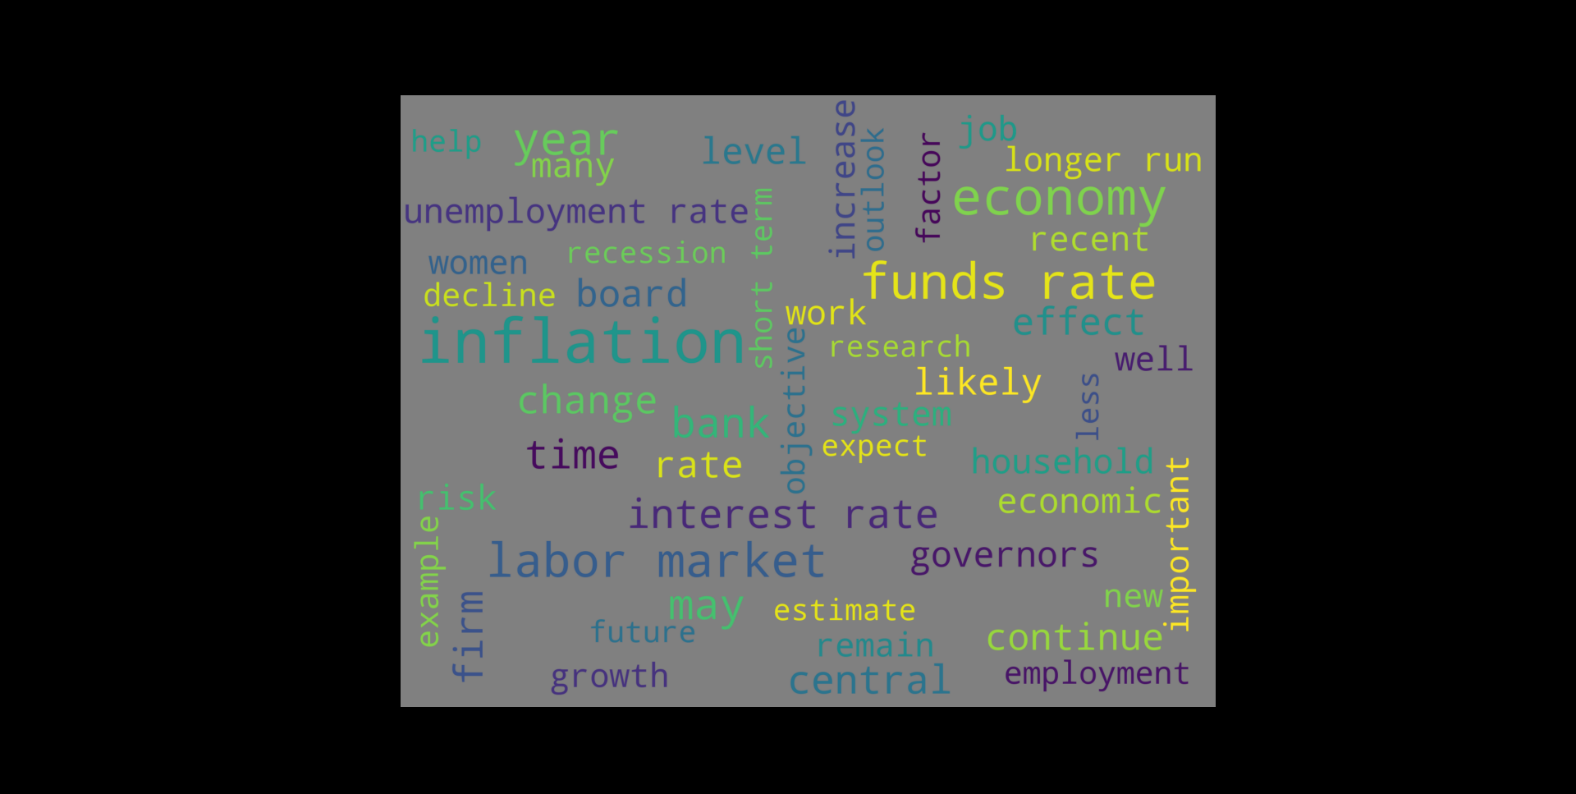 help
year
many
level
increase
outlook
factor
job
longer run
economy
unemployment rate
short term
recent
women
recession
funds rate
decline
board
work
effect
inflation
objective
research
well
likely
less
change
bank
system
time
rate
expect
household
risk
economic
important
example
interest rate
labor market
governors
firm
may
estimate
new
future
remain
continue
growth
central
employment